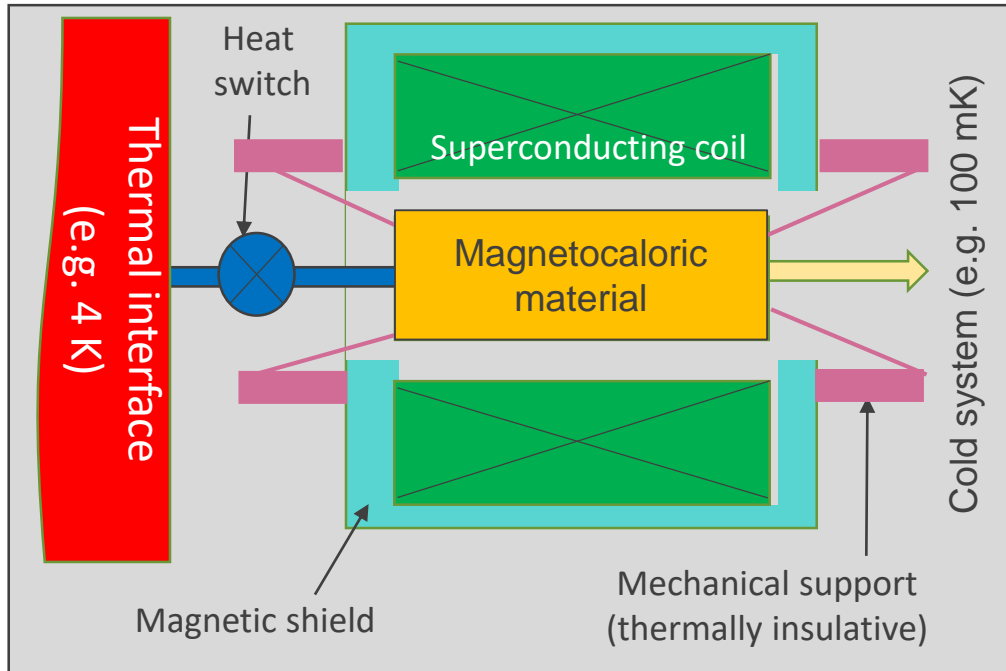 Heat
switch
Thermal interface
(e.g. 4 K)
Superconducting coil
Magnetocaloric
material
Cold system (e.g. 100 mK)
Magnetic shield
Mechanical support
(thermally insulative)